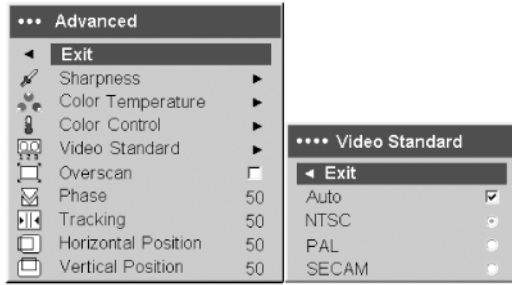 ••• Advanced
◄ Exit
Sharpness ►
Color Temperature ►
Color Control ►
Video Standard ►
Overscan
Phase 50
Tracking 50
Horizontal Position 50
Vertical Position 50
•••• Video Standard
◄ Exit
Auto
NTSC
PAL
SECAM